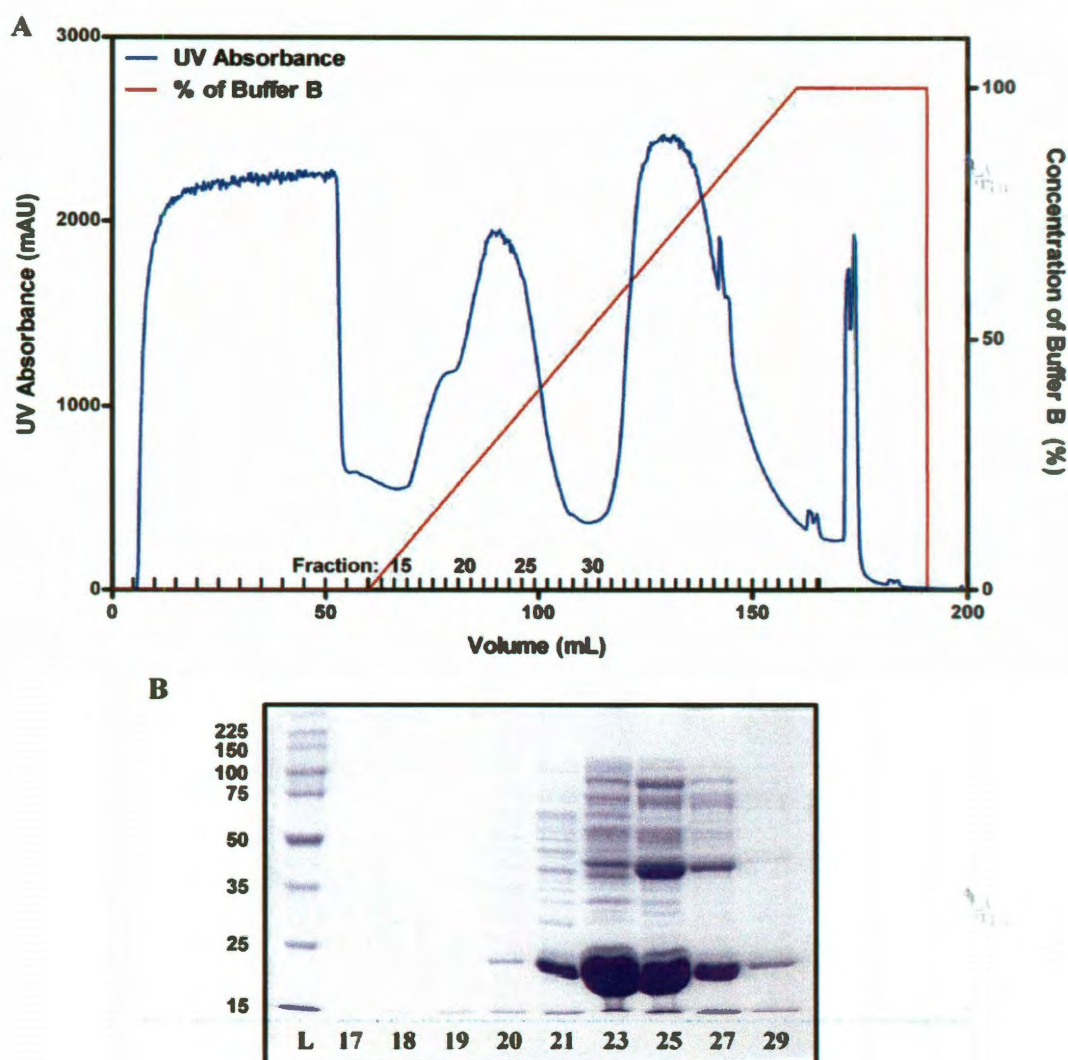 A
3000
2000
1000
0
UV Absorbance
% of Buffer B
UV Absorbance (mAU)
Fraction: 15 20 25 30
0 50 100 150 200
Volume (mL)
100
50
0
Concentration of Buffer B (%)
B
225
150
100
75
50
35
25
15
L 17 18 19 20 21 23 25 27 29